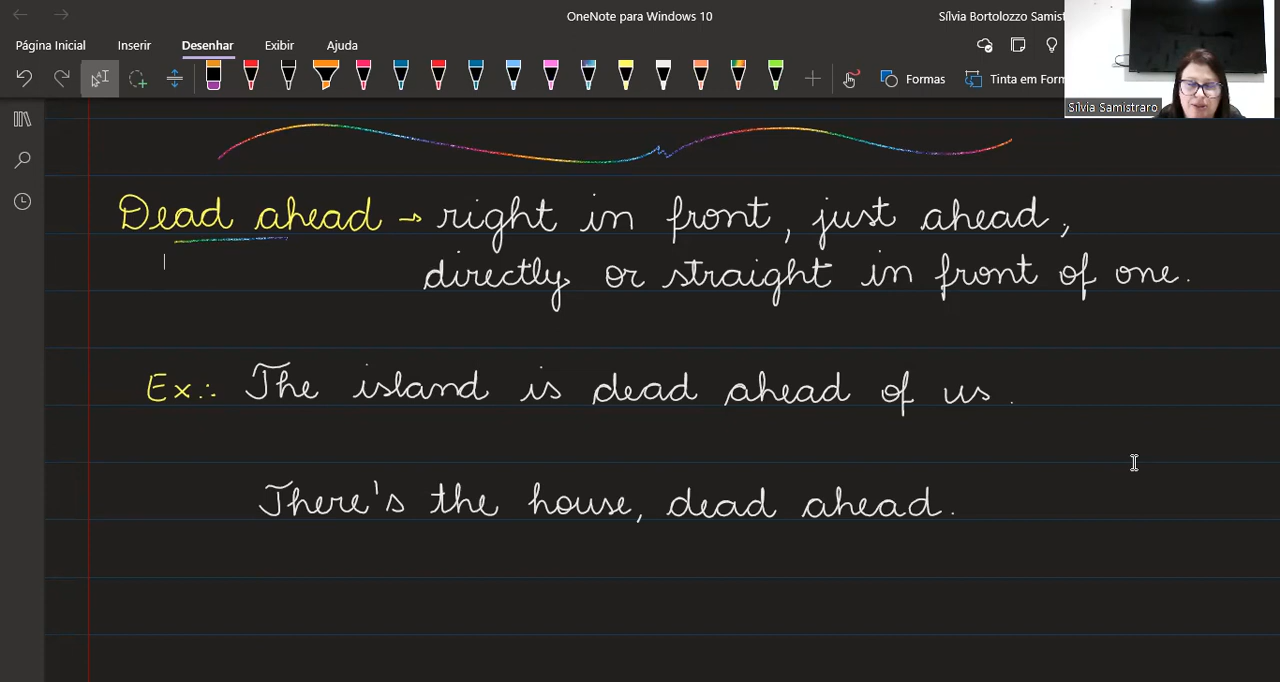 OneNote para Windows 10
Sílvia Bortolozzo Samist
Página Inicial Inserir Desenhar Exibir Ajuda
Formas Tinta em Form
Sílvia Samistraro
Dead ahead → right in front, just ahead,
directly or straight in front of one.
Ex.: The island is dead ahead of us.
There's the house, dead ahead.